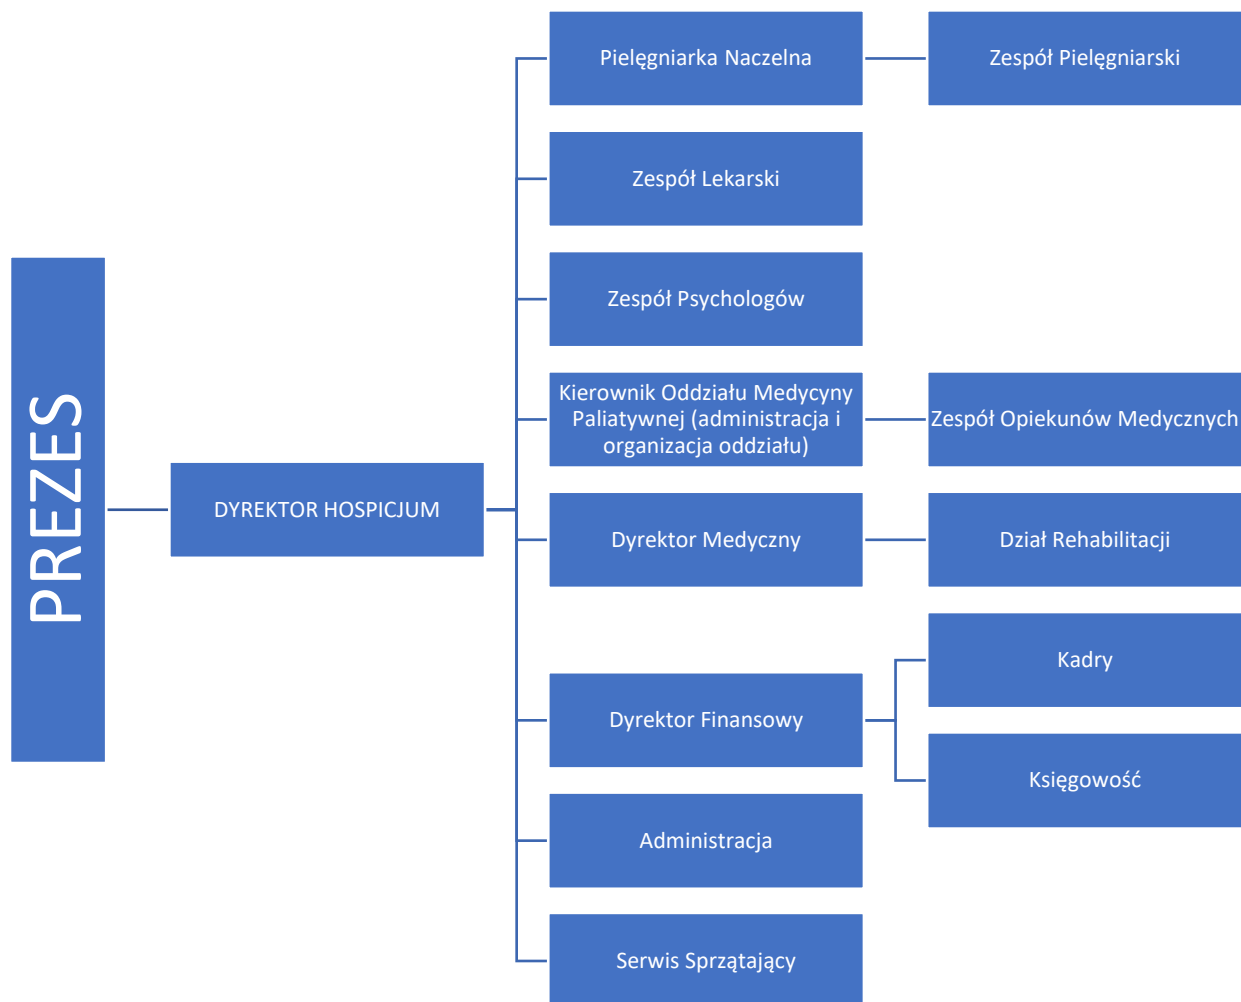 PREZES
DYREKTOR HOSPICJUM
Pielęgniarka Naczelna
Zespół Pielęgniarski
Zespół Lekarski
Zespół Psychologów
Kierownik Oddziału Medycyny
Paliatywnej (administracja i
organizacja oddziału)
Zespół Opiekunów Medycznych
Dyrektor Medyczny
Dział Rehabilitacji
Dyrektor Finansowy
Kadry
Księgowość
Administracja
Serwis Sprzątający